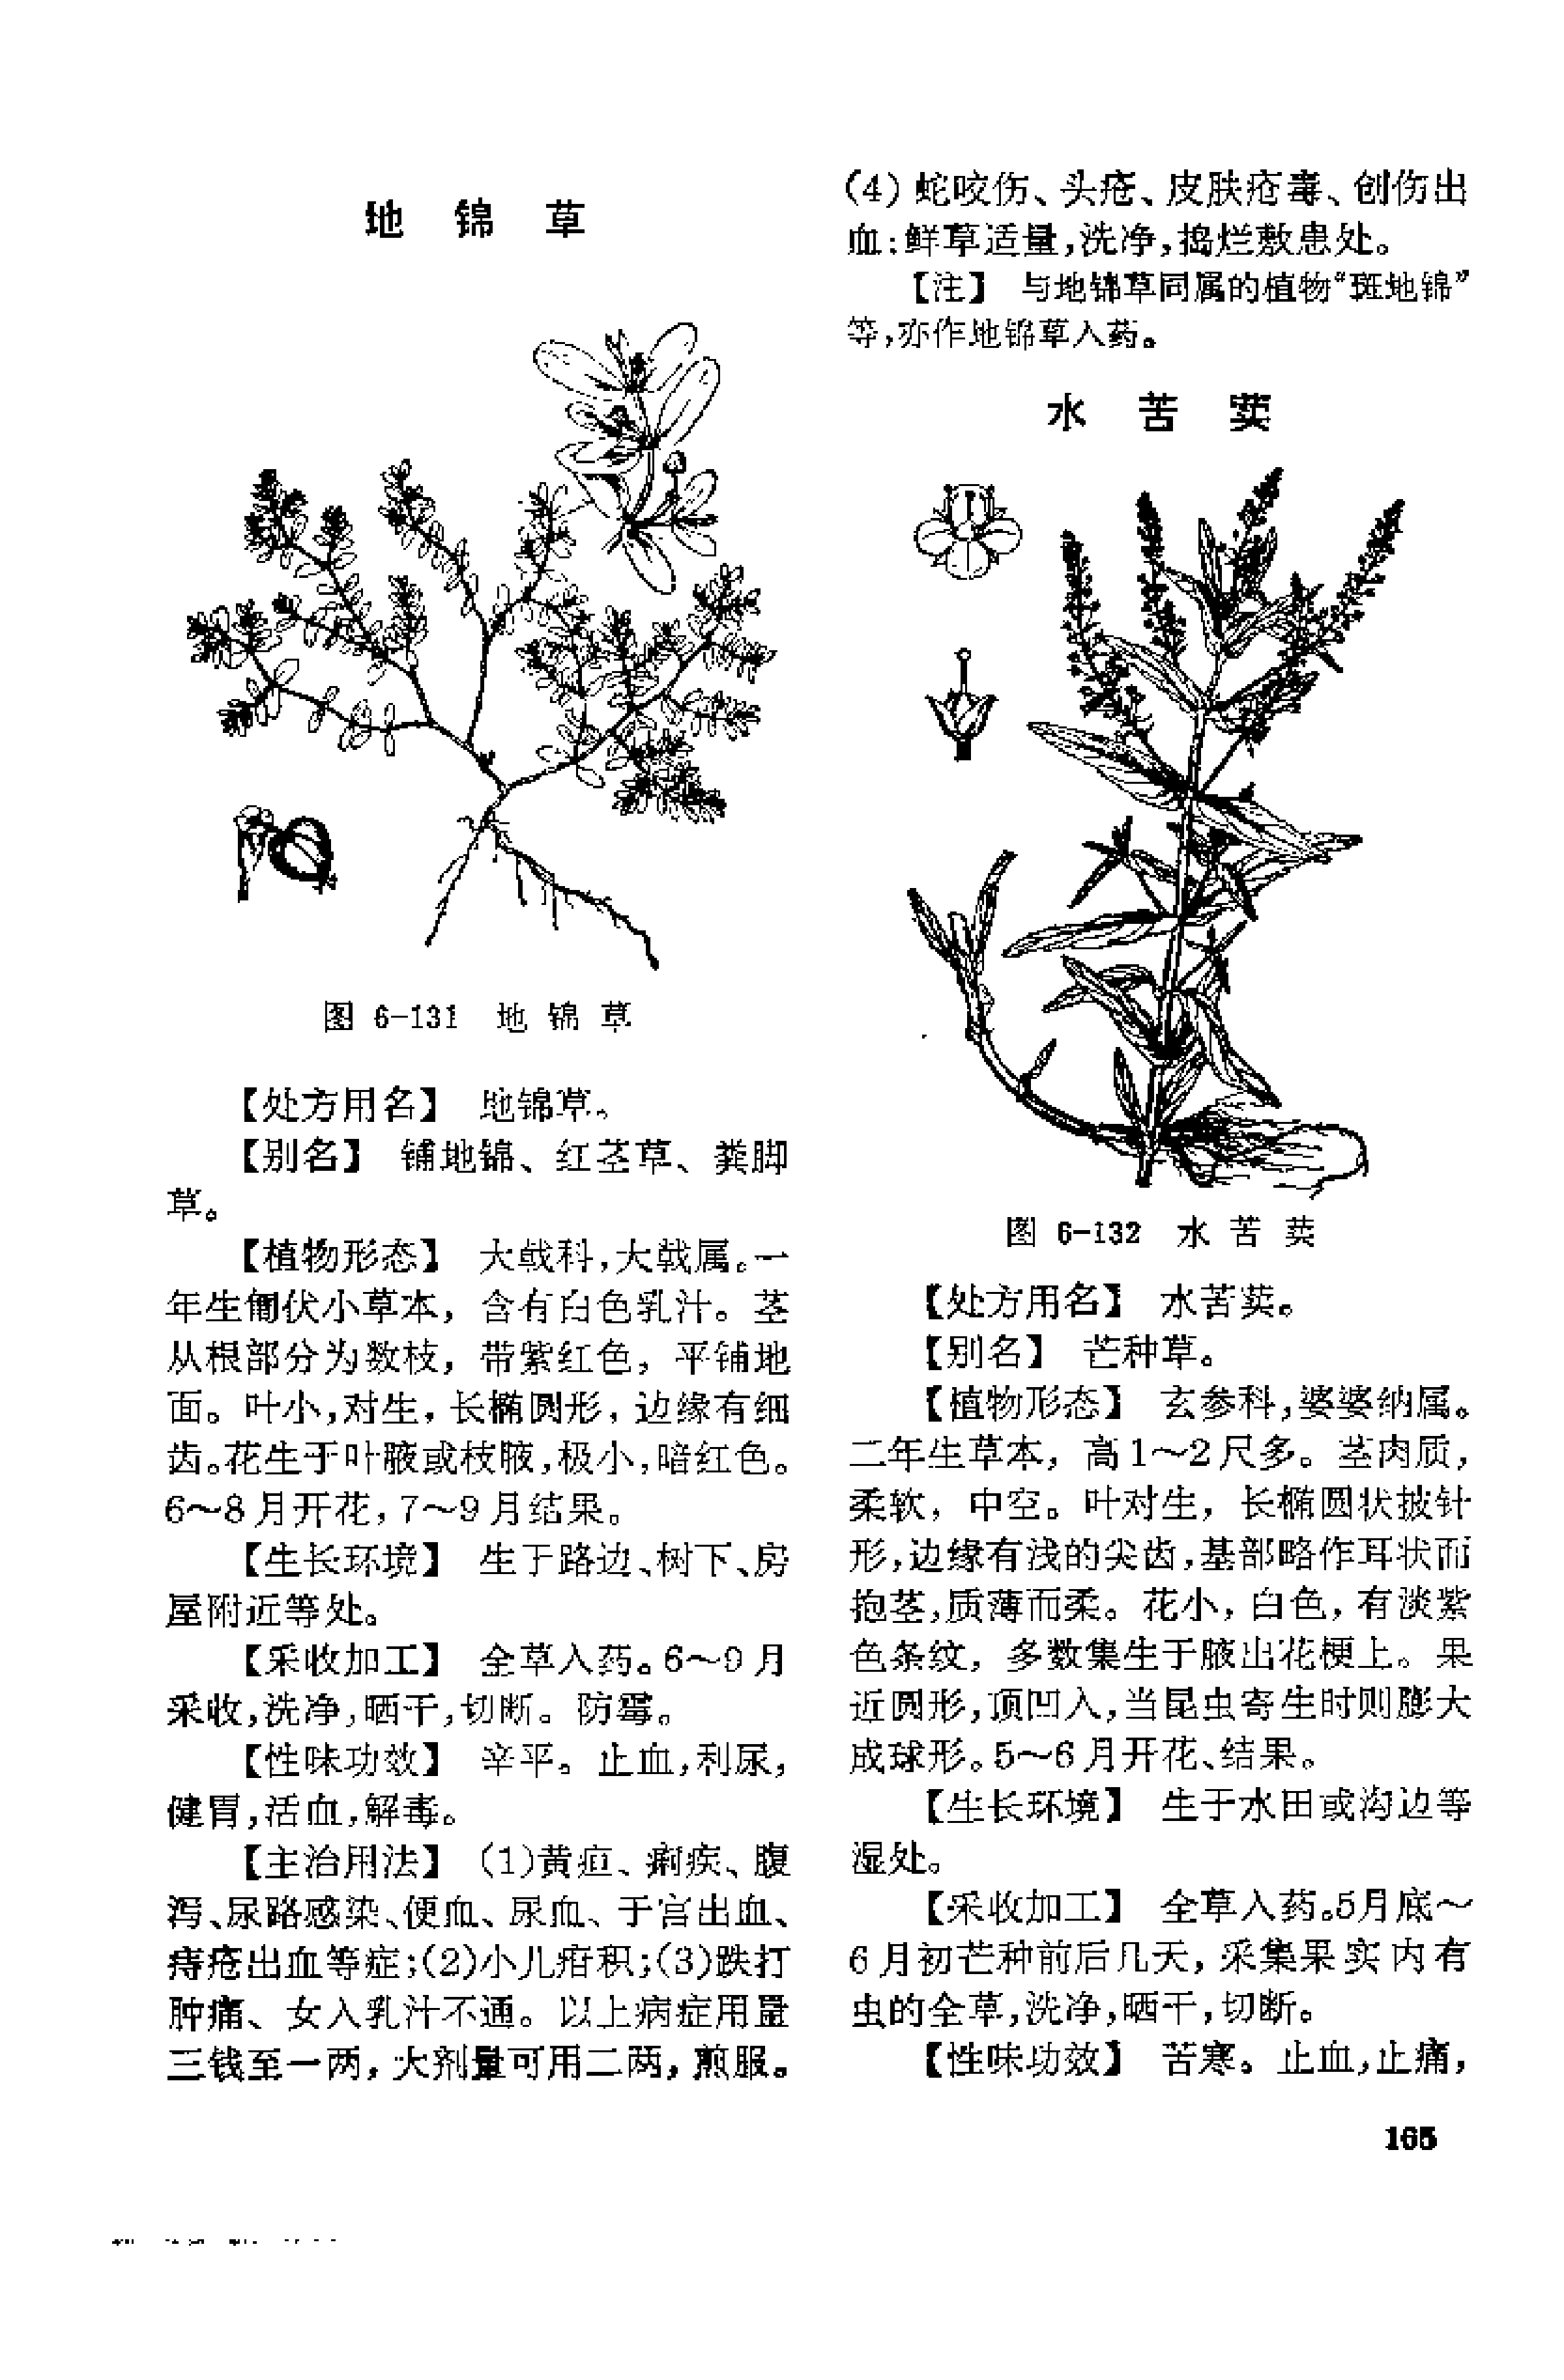 地 锦 草
图 6-131 地 锦 草
【处方用名】 地锦草。
【别名】 铺地锦、红茎草、粪脚
草。
【植物形态】 大戟科,大戟属。一
年生匍伏小草本，含有白色乳汁。茎
从根部分为数枝，带紫红色，平铺地
面。叶小,对生，长椭圆形，边缘有细
齿。花生于叶腋或枝腋,极小,暗红色。
6～8月开花，7～9月结果。
【生长环境】 生于路边、树下、房
屋附近等处。
【采收加工】 全草入药。6～9月
采收,洗净,晒干,切断。防霉。
【性味功效】 辛平。止血,利尿,
健胃,活血,解毒。
【主治用法】 (1)黄疸、痢疾、腹
泻、尿路感染、便血、尿血、子宫出血、
痔疮出血等症;(2)小儿疳积;(3)跌打
肿痛、女人乳汁不通。以上病症用量
三钱至一两，大剂量可用二两，煎服。
(4) 蛇咬伤、头疮、皮肤疮毒、创伤出
血:鲜草适量,洗净,捣烂敷患处。
【注】 与地锦草同属的植物“斑地锦”
等,亦作地锦草入药。
水 苦 荬
图 6-132 水 苦 荬
【处方用名】 水苦荬。
【别名】 芒种草。
【植物形态】 玄参科,婆婆纳属。
二年生草本，高1～2尺多。茎肉质，
柔软，中空。叶对生，长椭圆状披针
形,边缘有浅的尖齿,基部略作耳状而
抱茎,质薄而柔。花小，白色，有淡紫
色条纹，多数集生于腋出花梗上。果
近圆形,顶凹入,当昆虫寄生时则膨大
成球形。5～6月开花、结果。
【生长环境】 生于水田或沟边等
湿处。
【采收加工】 全草入药。5月底～
6月初芒种前后几天，采集果实内有
虫的全草,洗净,晒干,切断。
【性味功效】 苦寒。止血,止痛,
165